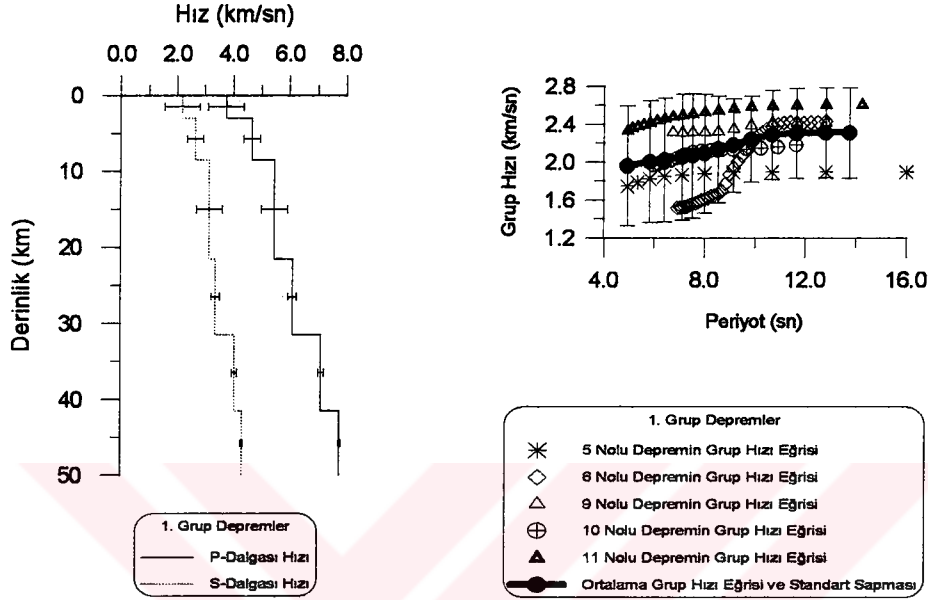 Hız (km/sn)
0.0 2.0 4.0 6.0 8.0
0
10
20
30
40
50
Derinlik (km)
1. Grup Depremler
P-Dalgası Hızı
S-Dalgası Hızı
2.8
2.4
2.0
1.6
1.2
Grup Hızı (km/sn)
4.0 8.0 12.0 16.0
Periyot (sn)
1. Grup Depremler
5 Nolu Depremin Grup Hızı Eğrisi
6 Nolu Depremin Grup Hızı Eğrisi
9 Nolu Depremin Grup Hızı Eğrisi
10 Nolu Depremin Grup Hızı Eğrisi
11 Nolu Depremin Grup Hızı Eğrisi
Ortalama Grup Hızı Eğrisi ve Standart Sapması